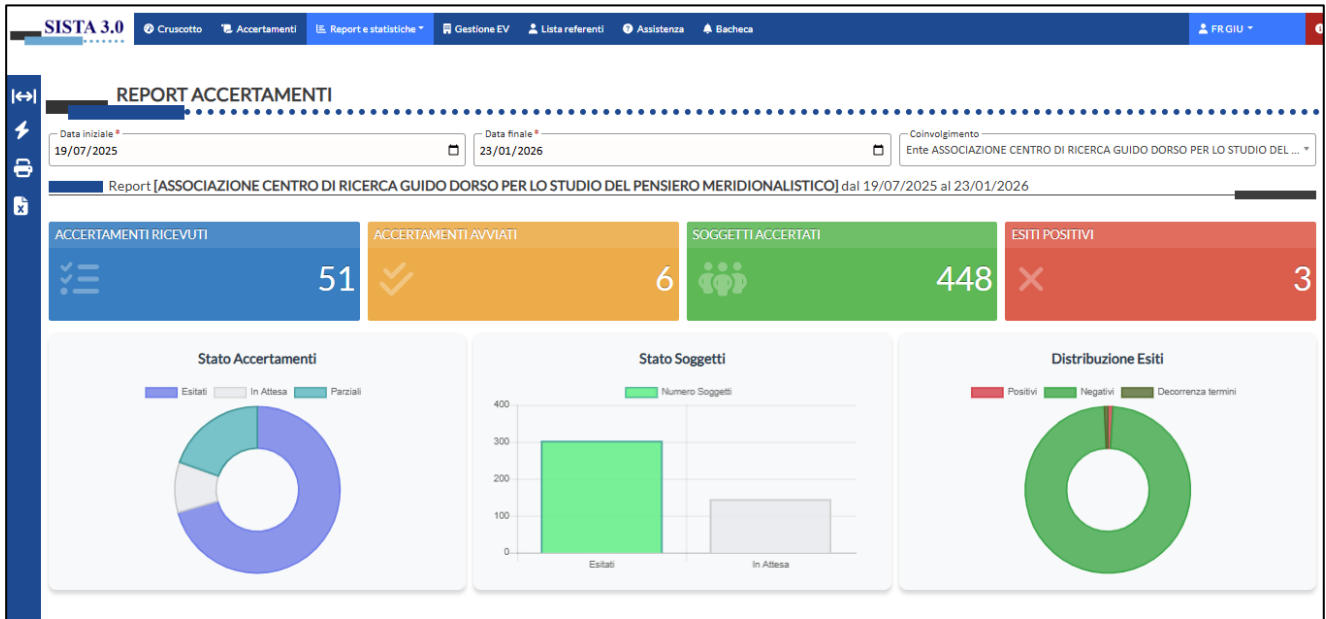 SISTA 3.0 Cruscotto Accertamenti Report e statistiche Gestione EV Lista referenti Assistenza Bacheca FR GIU
REPORT ACCERTAMENTI
Data iniziale * Data finale * Coinvolgimento
19/07/2025 23/01/2026 Ente ASSOCIAZIONE CENTRO DI RICERCA GUIDO DORSO PER LO STUDIO DEL ...
Report [ASSOCIAZIONE CENTRO DI RICERCA GUIDO DORSO PER LO STUDIO DEL PENSIERO MERIDIONALISTICO] dal 19/07/2025 al 23/01/2026
ACCERTAMENTI RICEVUTI ACCERTAMENTI AVVIATI SOGGETTI ACCERTATI ESITI POSITIVI
51 6 448 3
Stato Accertamenti
Esitati In Attesa Parziali
Stato Soggetti
Numero Soggetti
400
300
200
100
0
Esitati In Attesa
Distribuzione Esiti
Positivi Negativi Decorrenza termini